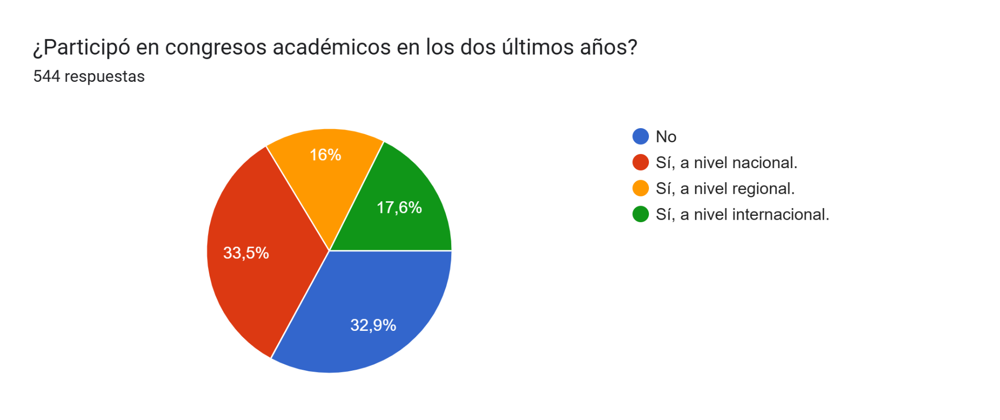 ¿Participó en congresos académicos en los dos últimos años?
544 respuestas
16%
17,6%
33,5%
32,9%
No
Sí, a nivel nacional.
Sí, a nivel regional.
Sí, a nivel internacional.